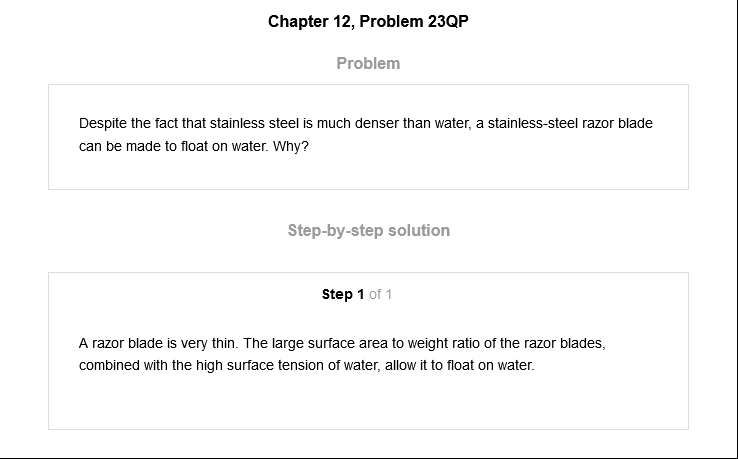 Chapter 12, Problem 23QP
Problem
Despite the fact that stainless steel is much denser than water, a stainless-steel razor blade
can be made to float on water. Why?
Step-by-step solution
Step 1 of 1
A razor blade is very thin. The large surface area to weight ratio of the razor blades,
combined with the high surface tension of water, allow it to float on water.